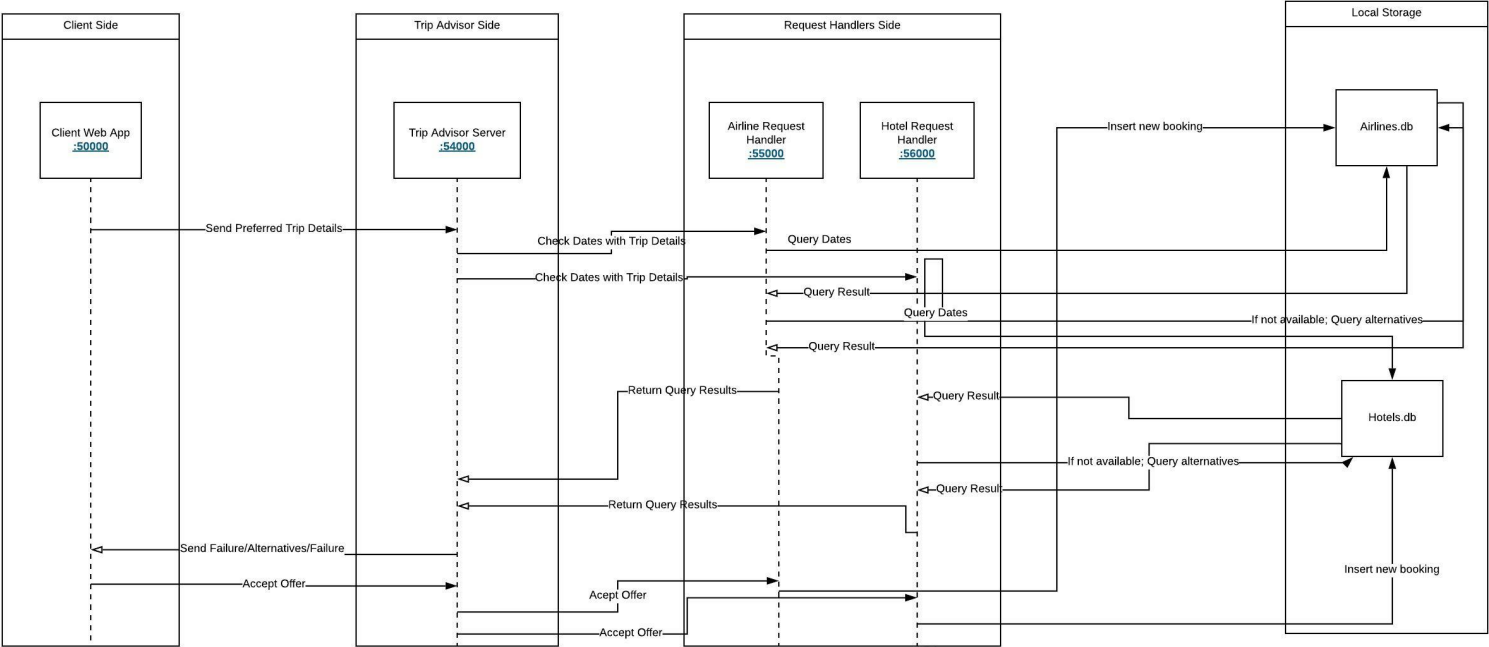 Client Side
Trip Advisor Side
Request Handlers Side
Local Storage
Client Web App
:50000
Trip Advisor Server
:54000
Airline Request
Handler
:55000
Hotel Request
Handler
:56000
Airlines.db
Insert new booking
Send Preferred Trip Details
Check Dates with Trip Details
Query Dates
Check Dates with Trip Details
Query Result
Query Dates
If not available; Query alternatives
Query Result
Return Query Results
Query Result
Hotels.db
If not available; Query alternatives
Query Result
Return Query Results
Send Failure/Alternatives/Failure
Accept Offer
Insert new booking
Acept Offer
Accept Offer